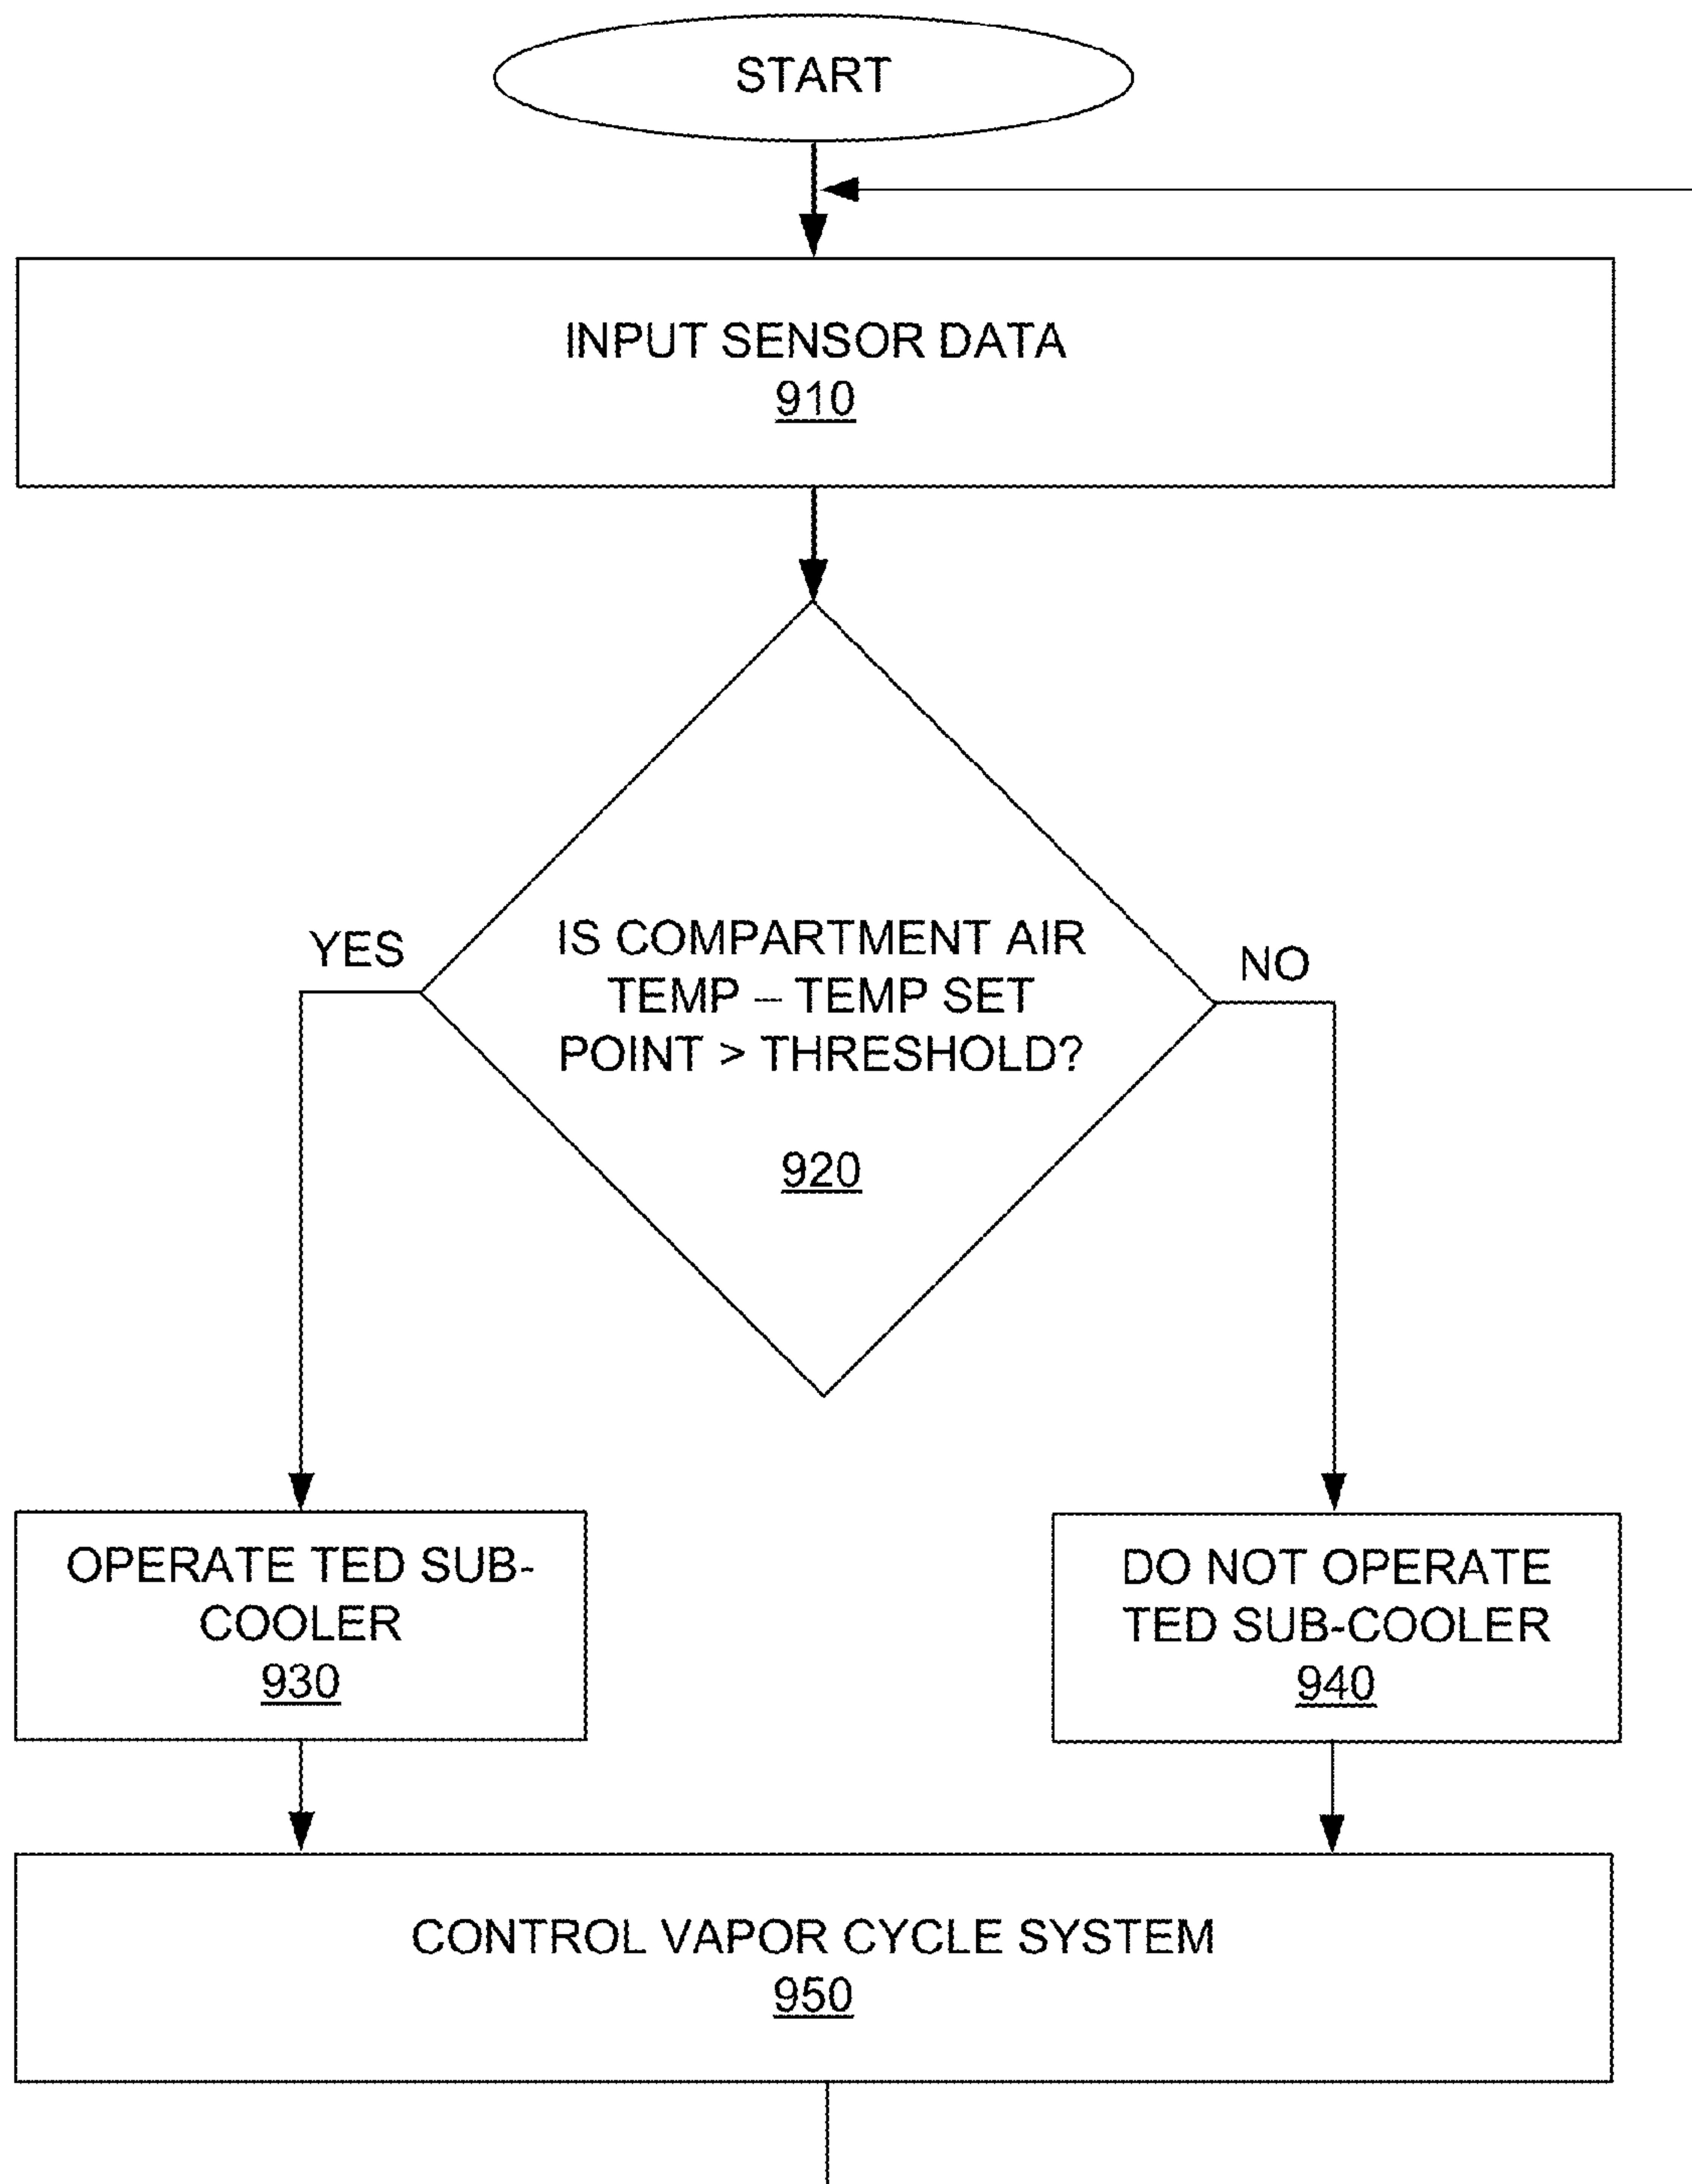 START
INPUT SENSOR DATA
910
IS COMPARTMENT AIR
TEMP – TEMP SET
POINT > THRESHOLD?
920
YES
NO
OPERATE TED SUB-
COOLER
930
DO NOT OPERATE
TED SUB-COOLER
940
CONTROL VAPOR CYCLE SYSTEM
950